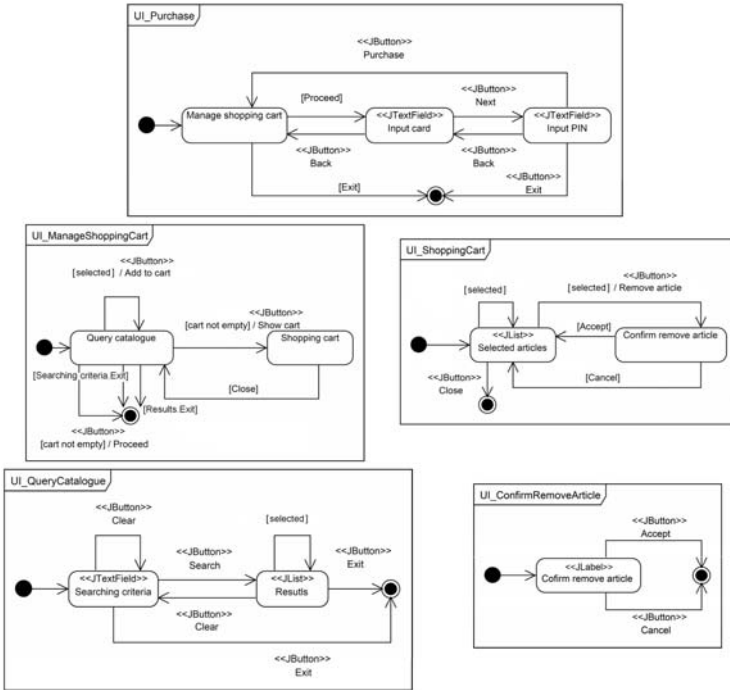 UI_Purchase
<<JButton>>
Purchase
[Proceed]
<<JButton>>
Next
Manage shopping cart
<<JTextField>>
Input card
<<JTextField>>
Input PIN
<<JButton>>
Back
<<JButton>>
Back
[Exit]
<<JButton>>
Exit
UI_ManageShoppingCart
<<JButton>>
[selected] / Add to cart
<<JButton>>
[cart not empty] / Show cart
Query catalogue
Shopping cart
[Searching criteria.Exit]
[Close]
[Results.Exit]
<<JButton>>
[cart not empty] / Proceed
UI_ShoppingCart
<<JButton>>
[selected]
[selected] / Remove article
<<JList>>
Selected articles
[Accept]
Confirm remove article
<<JButton>>
Close
[Cancel]
UI_QueryCatalogue
<<JButton>>
Clear
[selected]
<<JButton>>
Search
<<JButton>>
Exit
<<JTextField>>
Searching criteria
<<JList>>
Resutls
<<JButton>>
Clear
<<JButton>>
Exit
UI_ConfirmRemoveArticle
<<JButton>>
Accept
<<JLabel>>
Cofirm remove article
<<JButton>>
Cancel